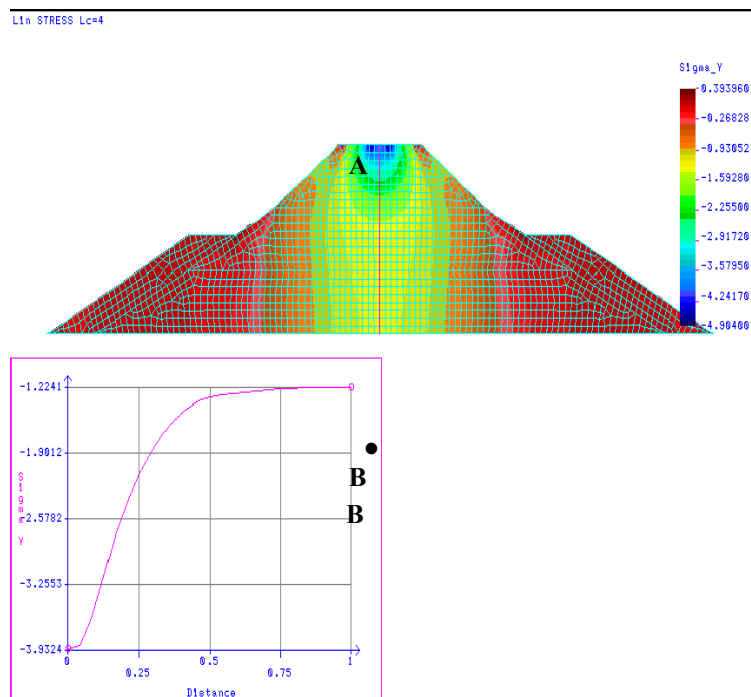 Lin STRESS Lc=4
Sigma_Y
0.393960
-0.26828
-0.93052
-1.59280
-2.25500
-2.91720
-3.57950
-4.24170
-4.90400
A
-1.2241
-1.9012
-2.5782
-3.2553
-3.9324
Sigma Y
B
B
0
0.25
0.5
0.75
1
Distance